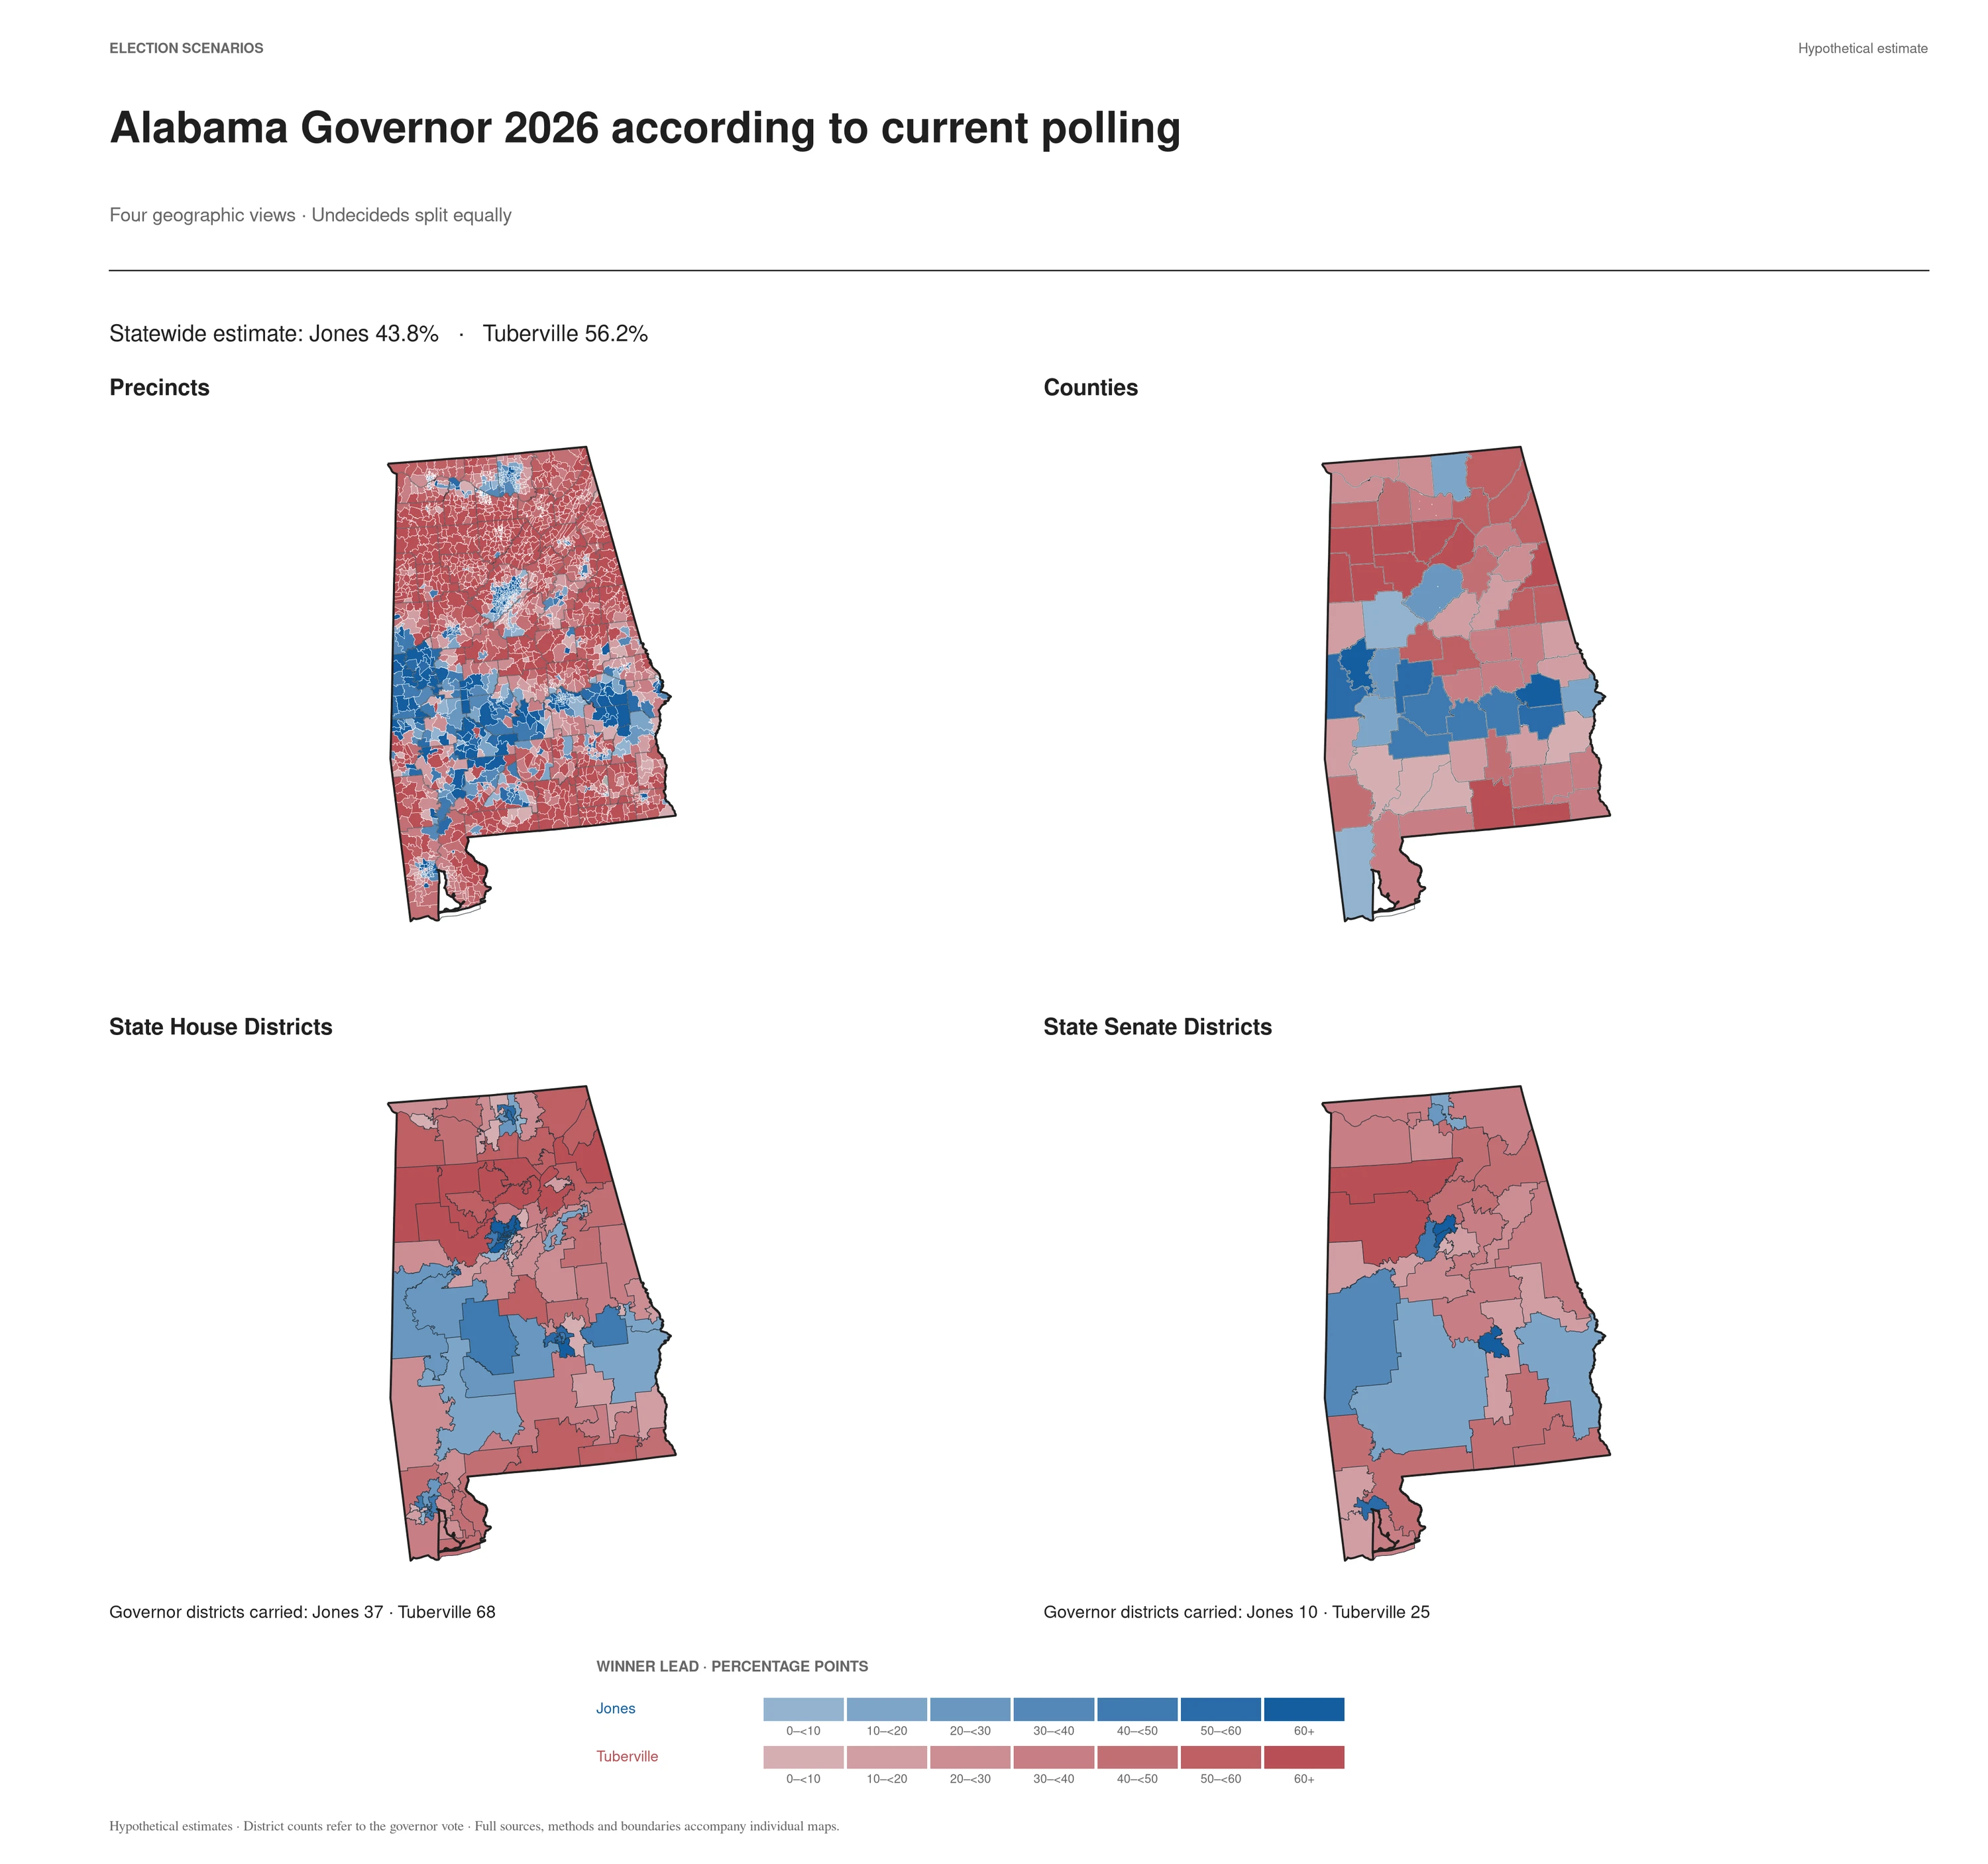 ELECTION SCENARIOS
Hypothetical estimate
Alabama Governor 2026 according to current polling
Four geographic views · Undecideds split equally
Statewide estimate: Jones 43.8% · Tuberville 56.2%
Precincts
Counties
State House Districts
State Senate Districts
Governor districts carried: Jones 37 · Tuberville 68
Governor districts carried: Jones 10 · Tuberville 25
WINNER LEAD · PERCENTAGE POINTS
Jones
0–<10 10–<20 20–<30 30–<40 40–<50 50–<60 60+
Tuberville
0–<10 10–<20 20–<30 30–<40 40–<50 50–<60 60+
Hypothetical estimates · District counts refer to the governor vote · Full sources, methods and boundaries accompany individual maps.